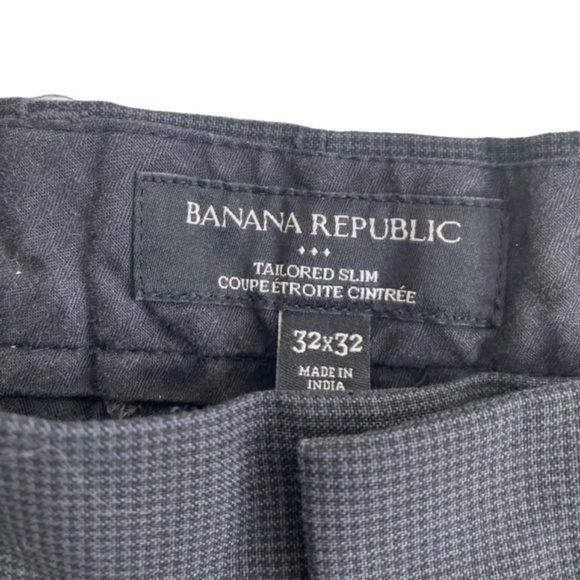 BANANA REPUBLIC
TAILORED SLIM
COUPE ÉTROITE CINTRÉE
32x32
MADE IN
INDIA